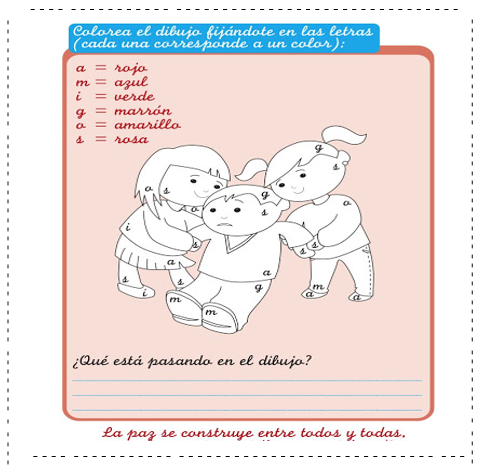 Colorea el dibujo fijándote en las letras
(cada una corresponde a un color):
a = rojo
m = azul
i = verde
g = marrón
o = amarillo
s = rosa
g
s
o
s
g
o
s
a
i
s
s
s
a
s
a
g
s
i
s
m
m
am
a
¿Qué está pasando en el dibujo?
La paz se construye entre todos y todas.